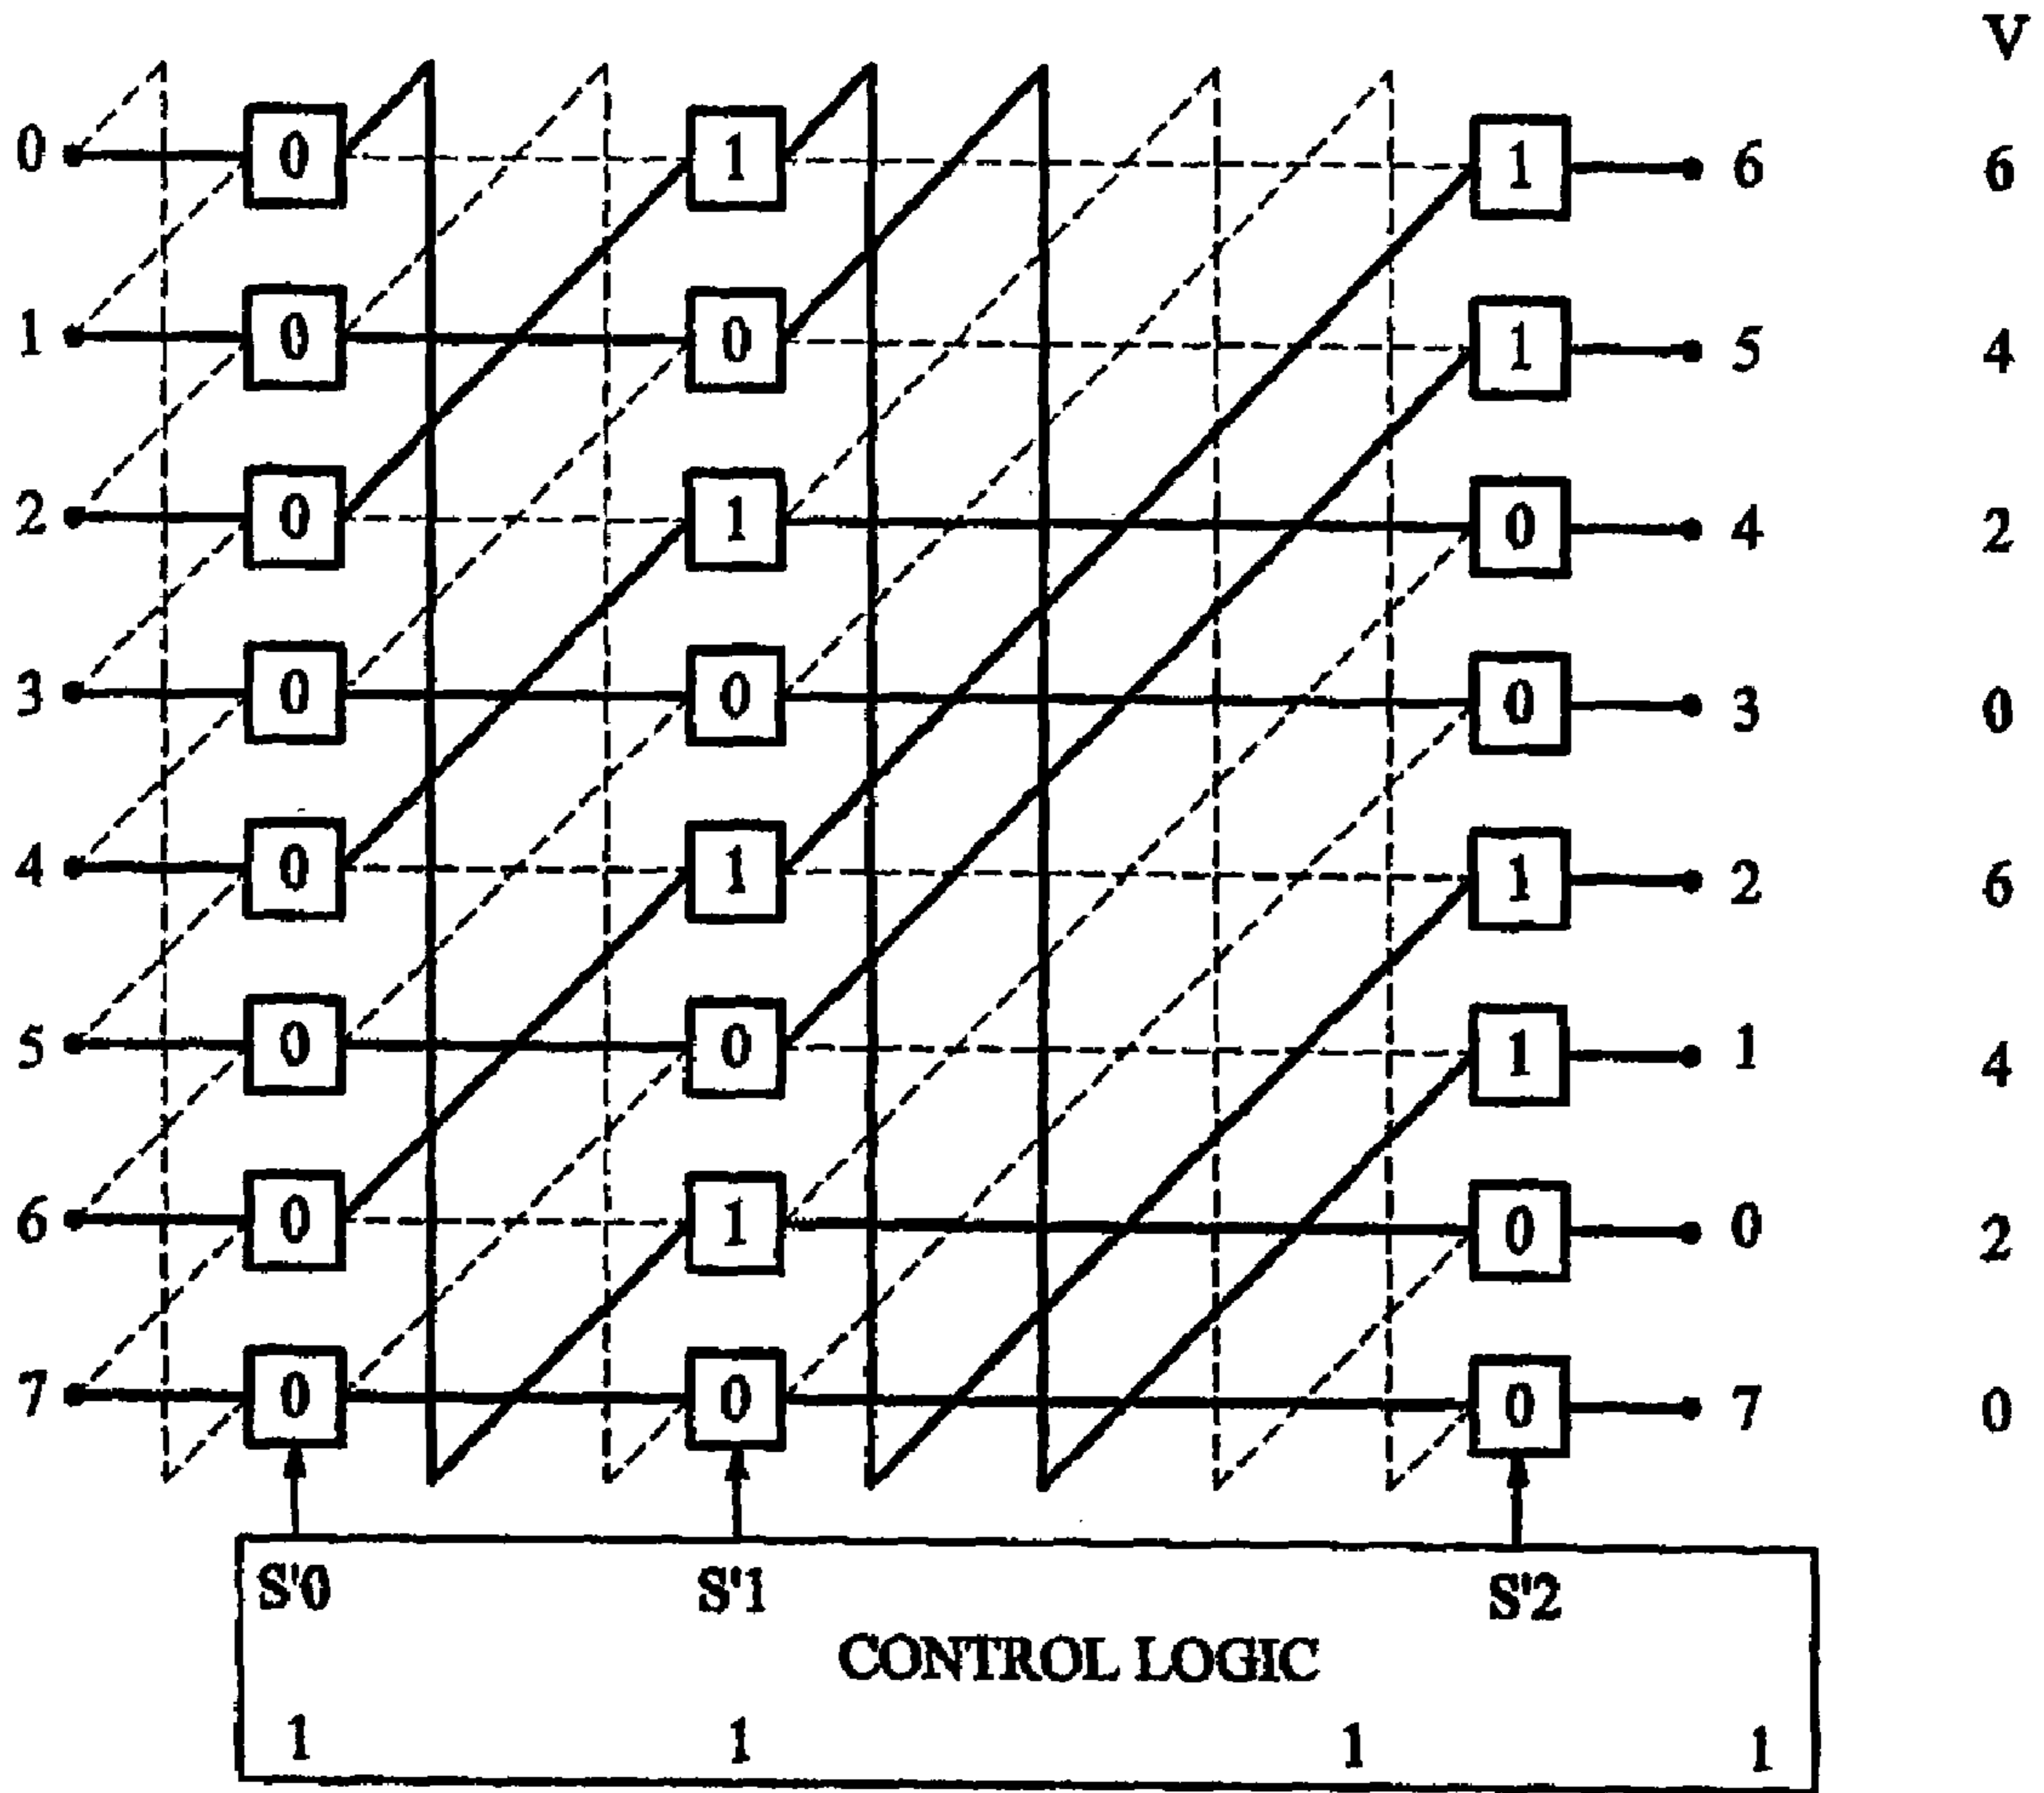 V
0 0 1 1 6 6
1 0 0 1 5 4
2 0 1 0 4 2
3 0 0 0 3 0
4 0 1 1 2 6
5 0 0 1 1 4
6 0 1 0 0 2
7 0 0 0 7 0
S'0 S'1 S'2
CONTROL LOGIC
1 1 1 1